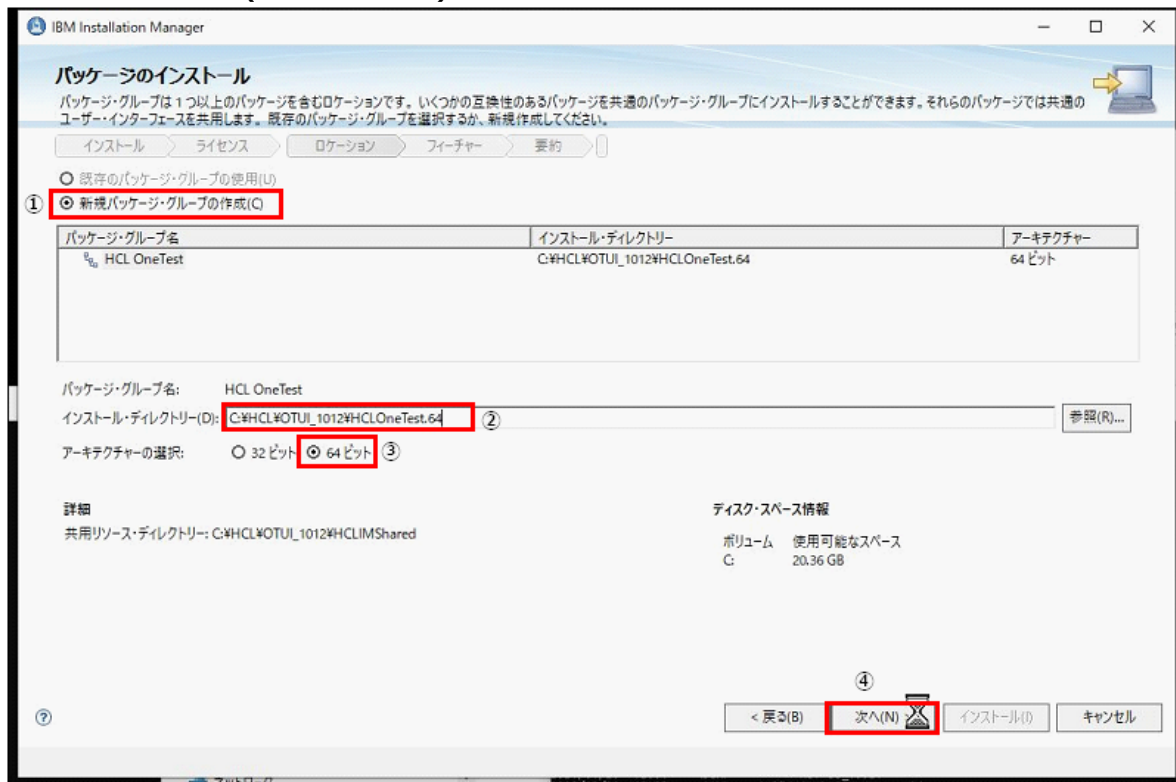 IBM Installation Manager
パッケージのインストール
パッケージ・グループは 1 つ以上のパッケージを含むロケーションです。いくつかの互換性のあるパッケージを共通のパッケージ・グループにインストールすることができます。それらのパッケージでは共通の
ユーザー・インターフェースを共用します。既存のパッケージ・グループを選択するか、新規作成してください。
インストール ライセンス ロケーション フィーチャー 要約
既存のパッケージ・グループの使用(U)
① 新規パッケージ・グループの作成(C)
パッケージ・グループ名 インストール・ディレクトリー アーキテクチャー
HCL OneTest C:¥HCL¥OTUI_1012¥HCLOneTest.64 64 ビット
パッケージ・グループ名: HCL OneTest
インストール・ディレクトリー(D): C:¥HCL¥OTUI_1012¥HCLOneTest.64 ② 参照(R)...
アーキテクチャーの選択: 32 ビット 64 ビット ③
詳細 ディスク・スペース情報
共用リソース・ディレクトリー: C:¥HCL¥OTUI_1012¥HCLIMShared
ボリューム 使用可能なスペース
C: 20.36 GB
④
? < 戻る(B) 次へ(N) > インストール(I) キャンセル